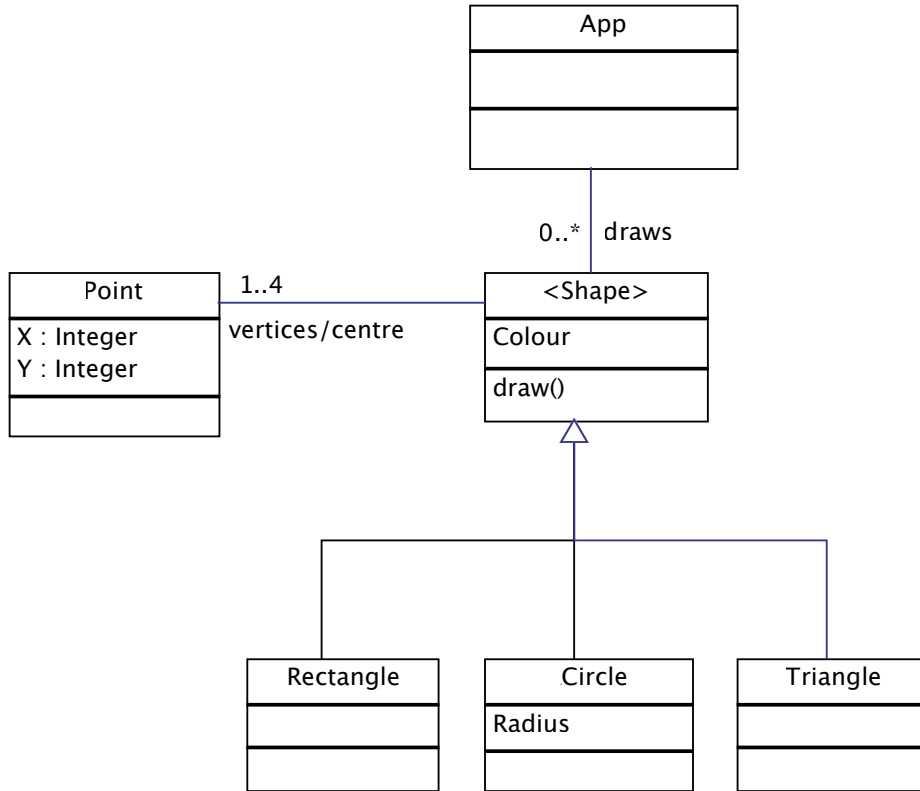 App
0..* draws
Point
X : Integer
Y : Integer
1..4
vertices/centre
<Shape>
Colour
draw()
Rectangle
Circle
Radius
Triangle